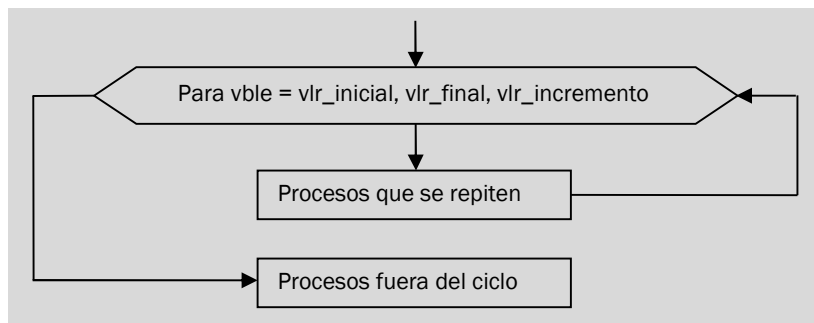 Para vble = vlr_inicial, vlr_final, vlr_incremento
Procesos que se repiten
Procesos fuera del ciclo